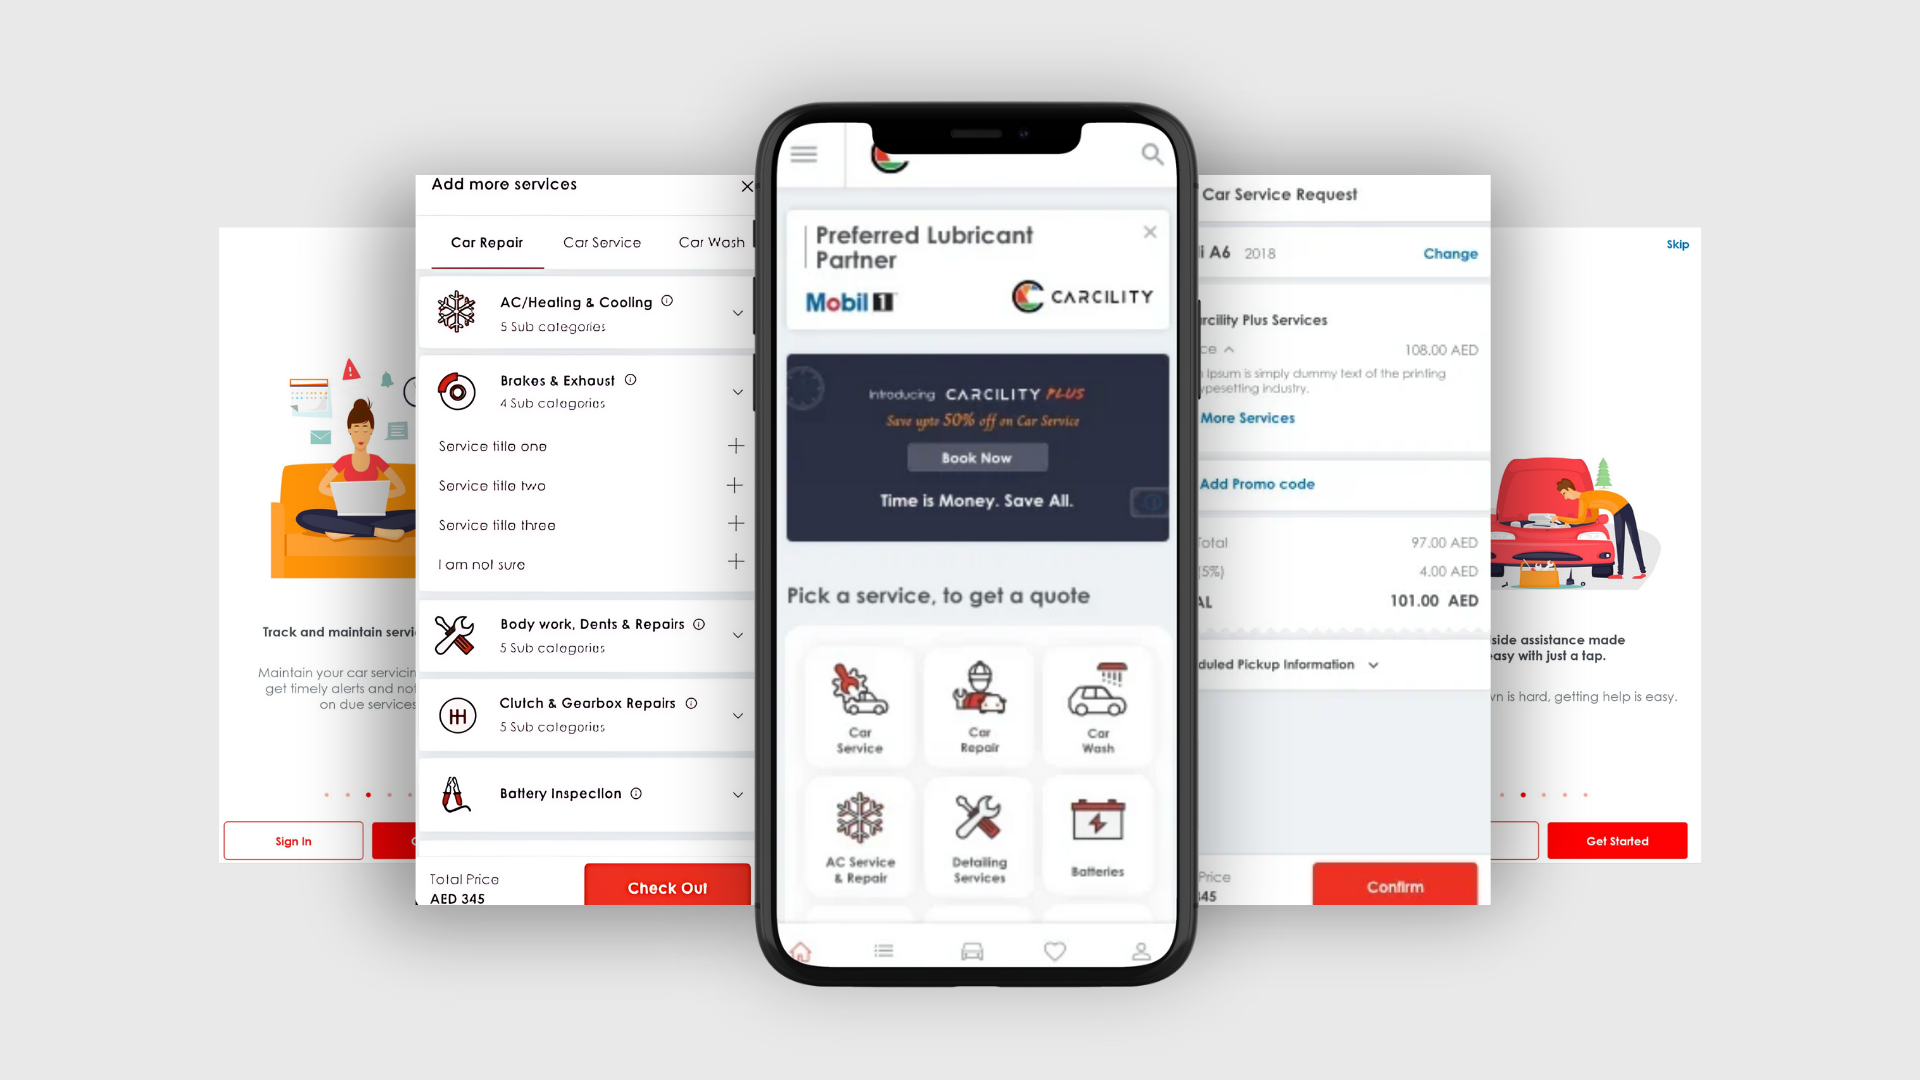 Track and maintain servi
Maintain your car servicin
get timely alerts and not
on due services
Sign In
Add more services
Car Repair
Car Service
Car Wash
AC/Heating & Cooling
5 Sub categories
Brakes & Exhaust
4 Sub categories
Service title one
Service title two
Service title three
I am not sure
Body work, Dents & Repairs
5 Sub categories
Clutch & Gearbox Repairs
5 Sub categories
Battery Inspection
Total Price
AED 345
Check Out
Preferred Lubricant
Partner
Mobil 1
CARCILITY
Introducing CARCILITY PLUS
Save upto 50% off on Car Service
Book Now
Time is Money. Save All.
Pick a service, to get a quote
Car
Service
Car
Repair
Car
Wash
AC Service
& Repair
Detailing
Services
Batteries
Car Service Request
i A6 2018
Change
rcility Plus Services
ce
108.00 AED
Ipsum is simply dummy text of the printing
ypesetting industry.
More Services
Add Promo code
Total
97.00 AED
(5%)
4.00 AED
AL
101.00 AED
duled Pickup Information
Price
345
Confirm
Skip
side assistance made
easy with just a tap.
wn is hard, getting help is easy.
Get Started